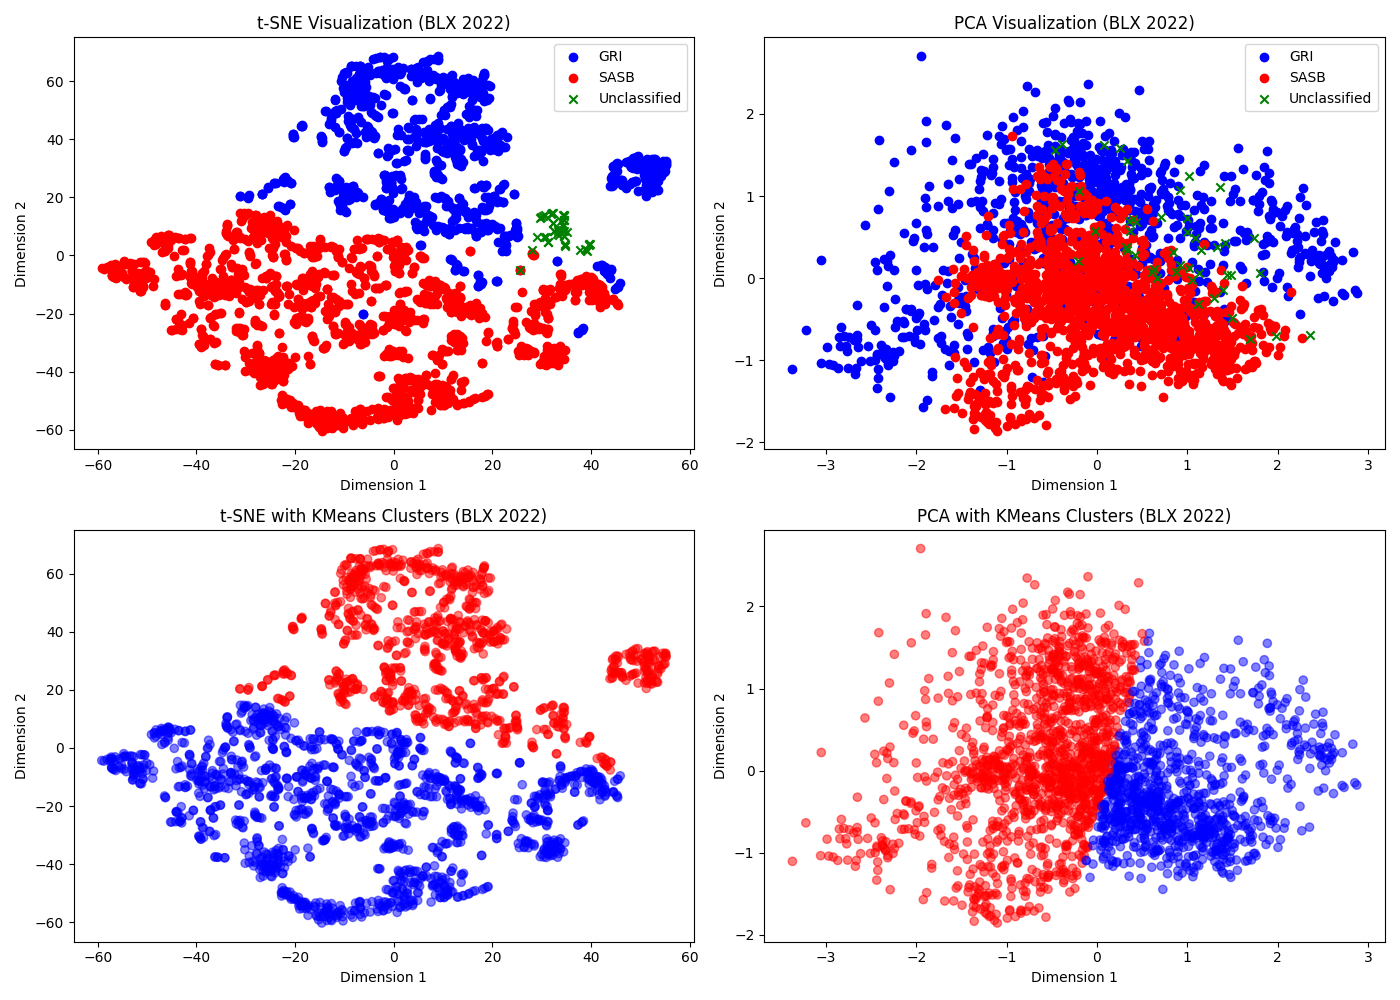 t-SNE Visualization (BLX 2022)
GRI
SASB
Unclassified
60
40
20
0
−20
−40
−60
Dimension 2
−60 −40 −20 0 20 40 60
Dimension 1
PCA Visualization (BLX 2022)
GRI
SASB
Unclassified
2
1
0
−1
−2
Dimension 2
−3 −2 −1 0 1 2 3
Dimension 1
t-SNE with KMeans Clusters (BLX 2022)
60
40
20
0
−20
−40
−60
Dimension 2
−60 −40 −20 0 20 40 60
Dimension 1
PCA with KMeans Clusters (BLX 2022)
2
1
0
−1
−2
Dimension 2
−3 −2 −1 0 1 2 3
Dimension 1